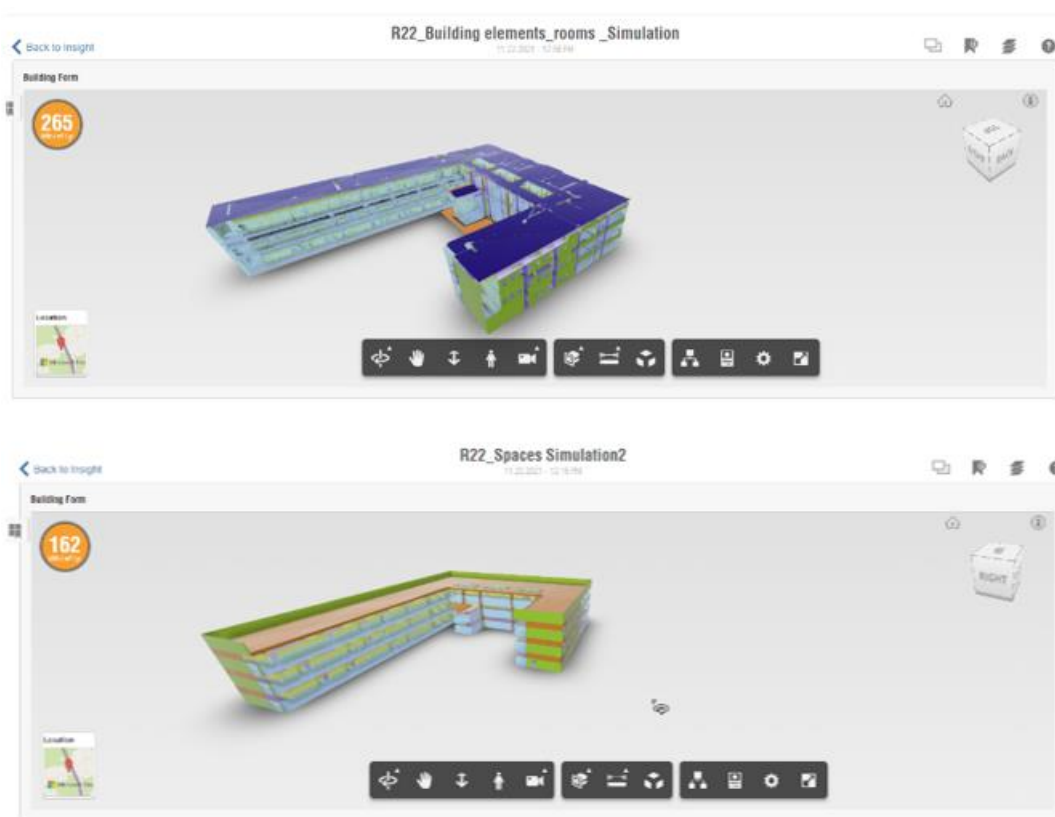 R22_Building elements_rooms _Simulation
Back to Insight
Building Form
265
Location
BACK
R22_Spaces Simulation2
Back to Insight
Building Form
162
RIGHT
Location